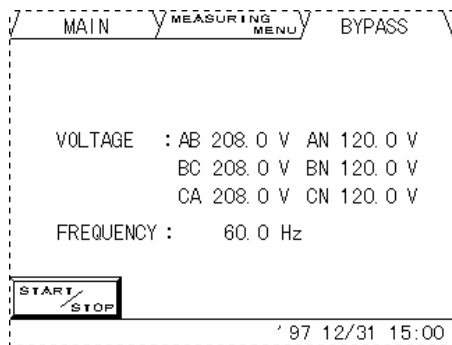 MAIN MEASURING MENU BYPASS
VOLTAGE : AB 208.0 V AN 120.0 V
BC 208.0 V BN 120.0 V
CA 208.0 V CN 120.0 V
FREQUENCY : 60.0 Hz
START/STOP
'97 12/31 15:00